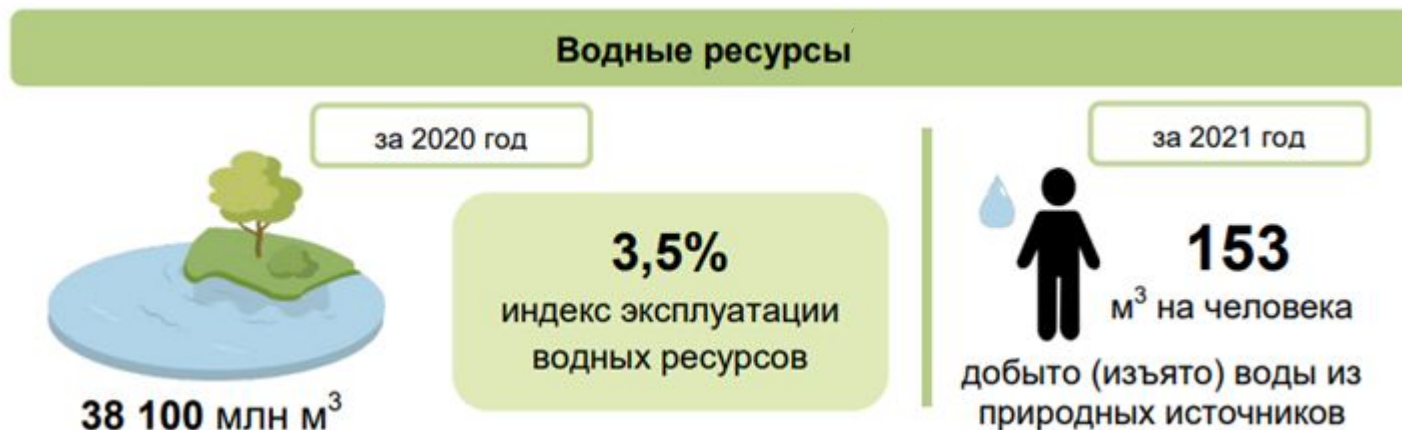 Водные ресурсы
за 2020 год
38 100 млн м³
3,5%
индекс эксплуатации
водных ресурсов
за 2021 год
153
м³ на человека
добыто (изъято) воды из
природных источников